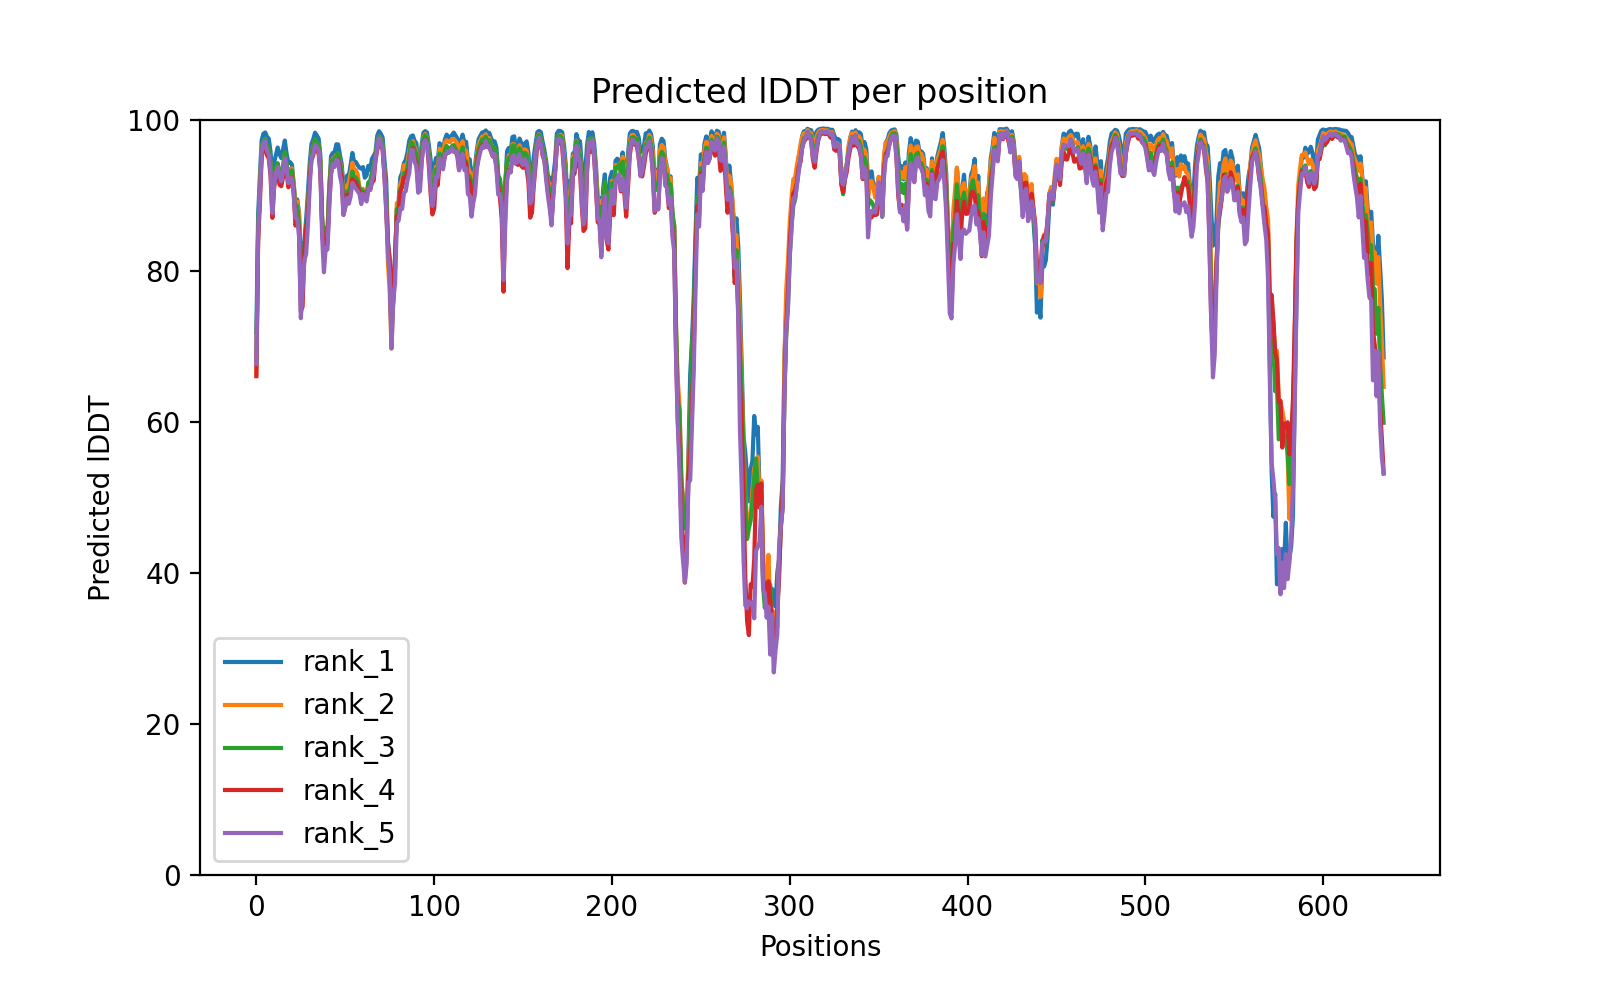 Predicted lDDT per position
100
80
60
40
20
0
Predicted lDDT
rank_1
rank_2
rank_3
rank_4
rank_5
0 100 200 300 400 500 600
Positions